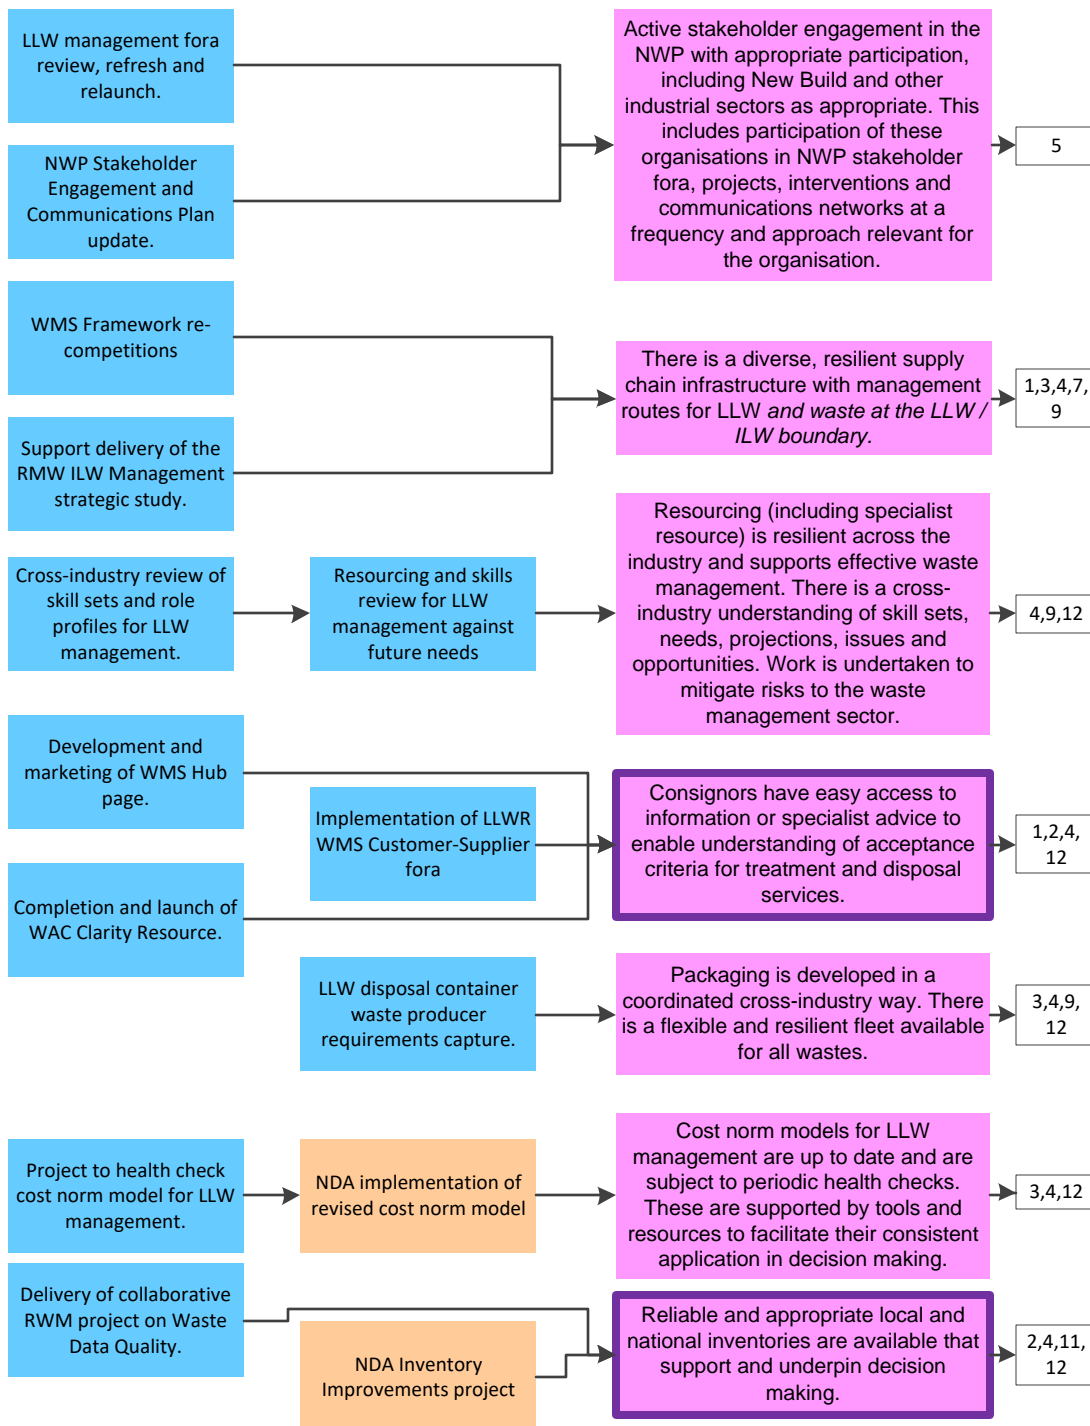 LLW management fora
review, refresh and
relaunch.
NWP Stakeholder
Engagement and
Communications Plan
update.
Active stakeholder engagement in the
NWP with appropriate participation,
including New Build and other
industrial sectors as appropriate. This
includes participation of these
organisations in NWP stakeholder
fora, projects, interventions and
communications networks at a
frequency and approach relevant for
the organisation.
5
WMS Framework re-
competitions
Support delivery of the
RMW ILW Management
strategic study.
There is a diverse, resilient supply
chain infrastructure with management
routes for LLW and waste at the LLW /
ILW boundary.
1,3,4,7,
9
Cross-industry review of
skill sets and role
profiles for LLW
management.
Resourcing and skills
review for LLW
management against
future needs
Resourcing (including specialist
resource) is resilient across the
industry and supports effective waste
management. There is a cross-
industry understanding of skill sets,
needs, projections, issues and
opportunities. Work is undertaken to
mitigate risks to the waste
management sector.
4,9,12
Development and
marketing of WMS Hub
page.
Implementation of LLWR
WMS Customer-Supplier
fora
Completion and launch of
WAC Clarity Resource.
Consignors have easy access to
information or specialist advice to
enable understanding of acceptance
criteria for treatment and disposal
services.
1,2,4,
12
LLW disposal container
waste producer
requirements capture.
Packaging is developed in a
coordinated cross-industry way. There
is a flexible and resilient fleet available
for all wastes.
3,4,9,
12
Project to health check
cost norm model for LLW
management.
NDA implementation of
revised cost norm model
Cost norm models for LLW
management are up to date and are
subject to periodic health checks.
These are supported by tools and
resources to facilitate their consistent
application in decision making.
3,4,12
Delivery of collaborative
RWM project on Waste
Data Quality.
NDA Inventory
Improvements project
Reliable and appropriate local and
national inventories are available that
support and underpin decision
making.
2,4,11,
12